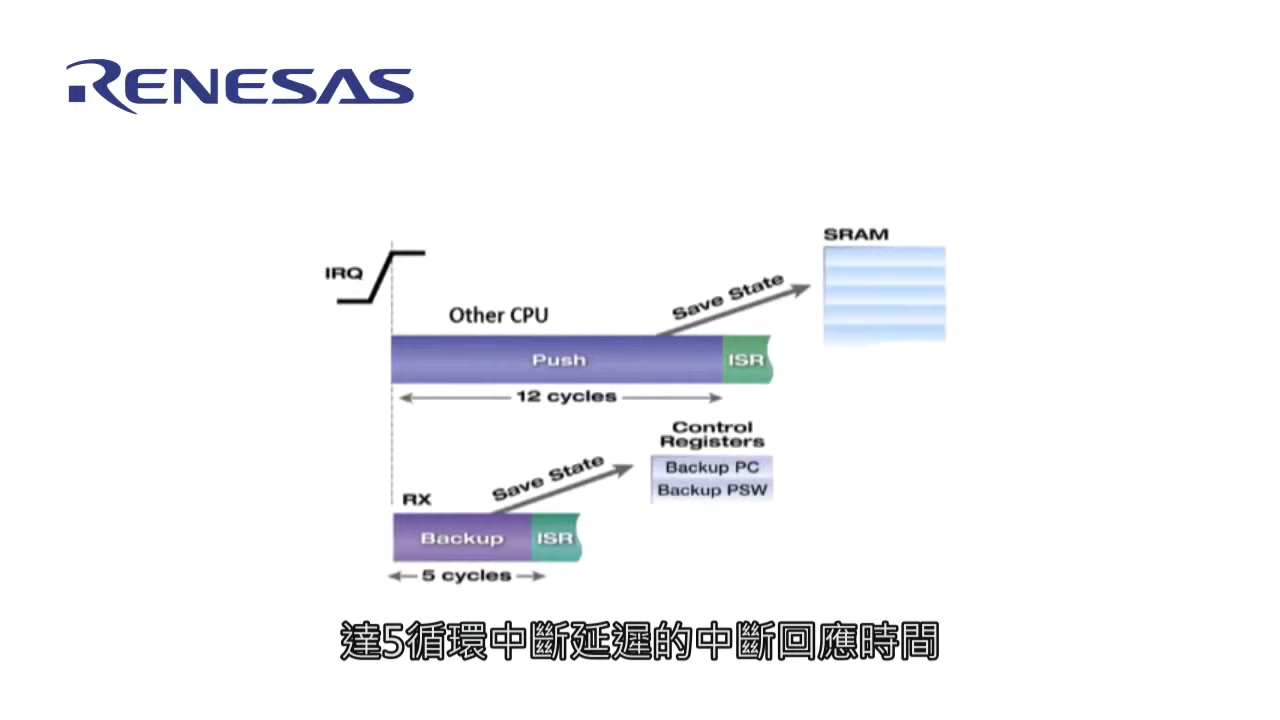 RENESAS
SRAM
IRQ
Save State
Other CPU
Push
ISR
12 cycles
Control
Registers
Save State
Backup PC
Backup PSW
RX
Backup
ISR
5 cycles
達5循環中斷延遲的中斷回應時間